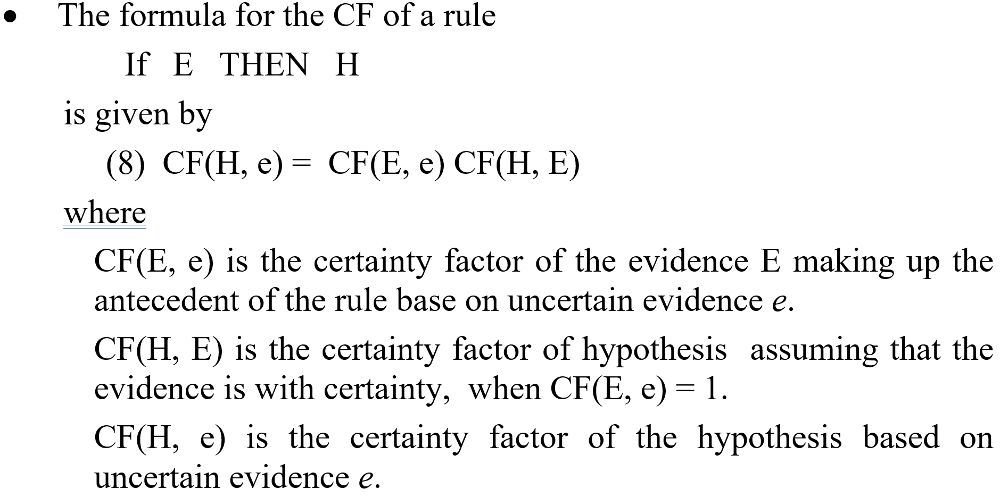 • The formula for the CF of a rule
If E THEN H
is given by
(8) CF(H, e) = CF(E, e) CF(H, E)
where
CF(E, e) is the certainty factor of the evidence E making up the
antecedent of the rule base on uncertain evidence e.
CF(H, E) is the certainty factor of hypothesis assuming that the
evidence is with certainty, when CF(E, e) = 1.
CF(H, e) is the certainty factor of the hypothesis based on
uncertain evidence e.